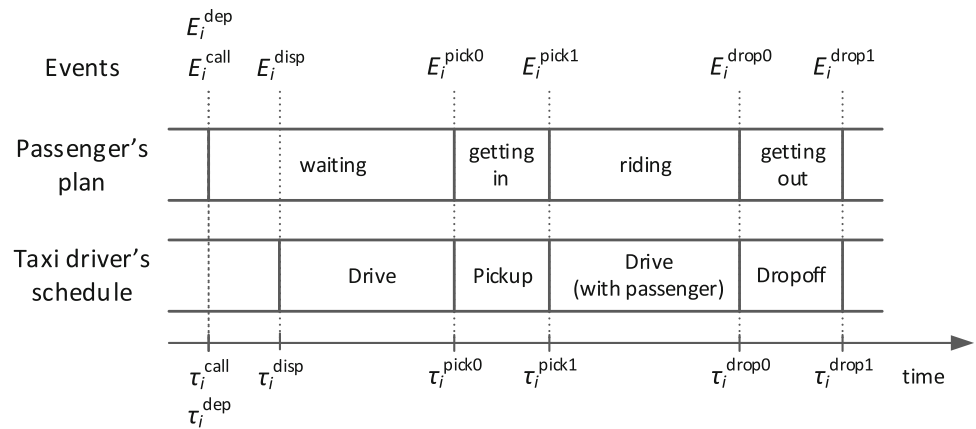 E_i^dep
Events E_i^call E_i^disp E_i^pick0 E_i^pick1 E_i^drop0 E_i^drop1
Passenger's
plan
waiting
getting
in
riding
getting
out
Taxi driver's
schedule
Drive
Pickup
Drive
(with passenger)
Dropoff
τ_i^call τ_i^disp τ_i^pick0 τ_i^pick1 τ_i^drop0 τ_i^drop1 time
τ_i^dep